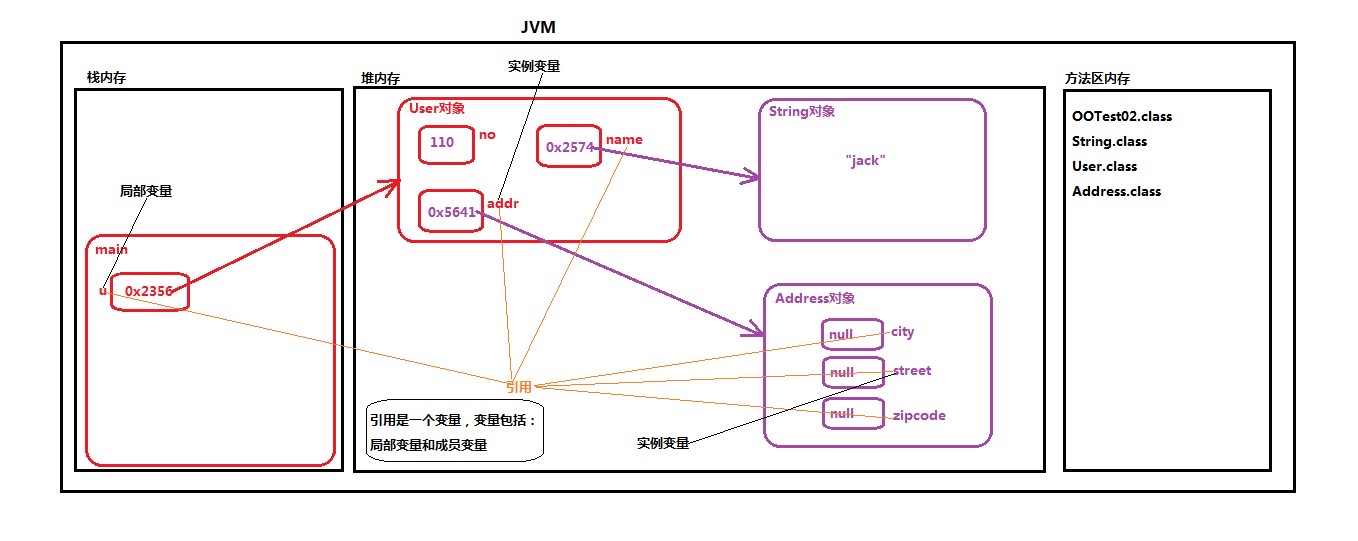 JVM
栈内存
局部变量
main
u
0x2356
堆内存
实例变量
User对象
110
no
0x2574
name
0x5641
addr
String对象
"jack"
Address对象
null
city
null
street
null
zipcode
引用
引用是一个变量，变量包括：
局部变量和成员变量
实例变量
方法区内存
OOTest02.class
String.class
User.class
Address.class